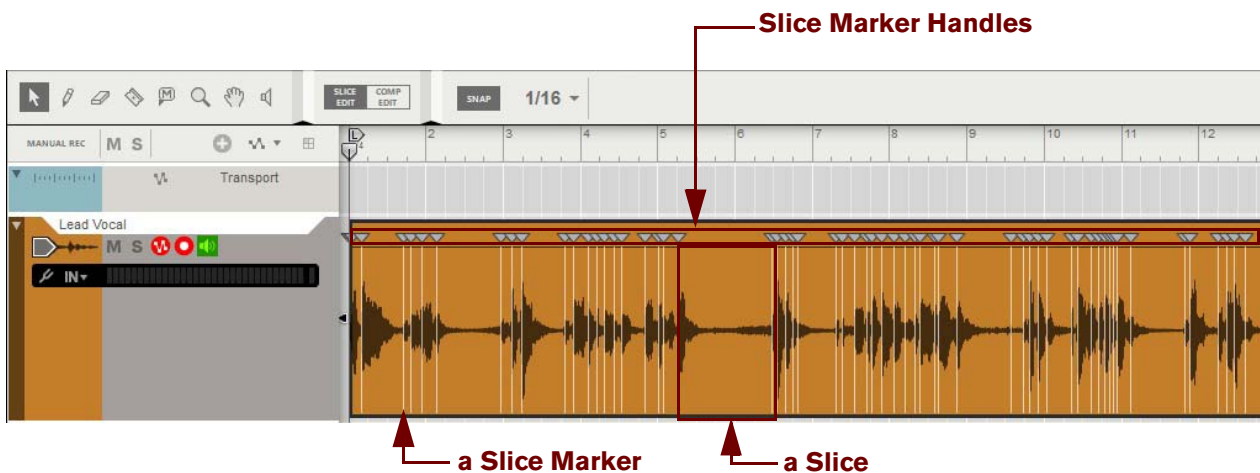 Slice Marker Handles
SLICE EDIT
COMP EDIT
SNAP
1/16
MANUAL REC M S
L
2 3 4 5 6 7 8 9 10 11 12
Transport
Lead Vocal
M S
IN
a Slice Marker
a Slice